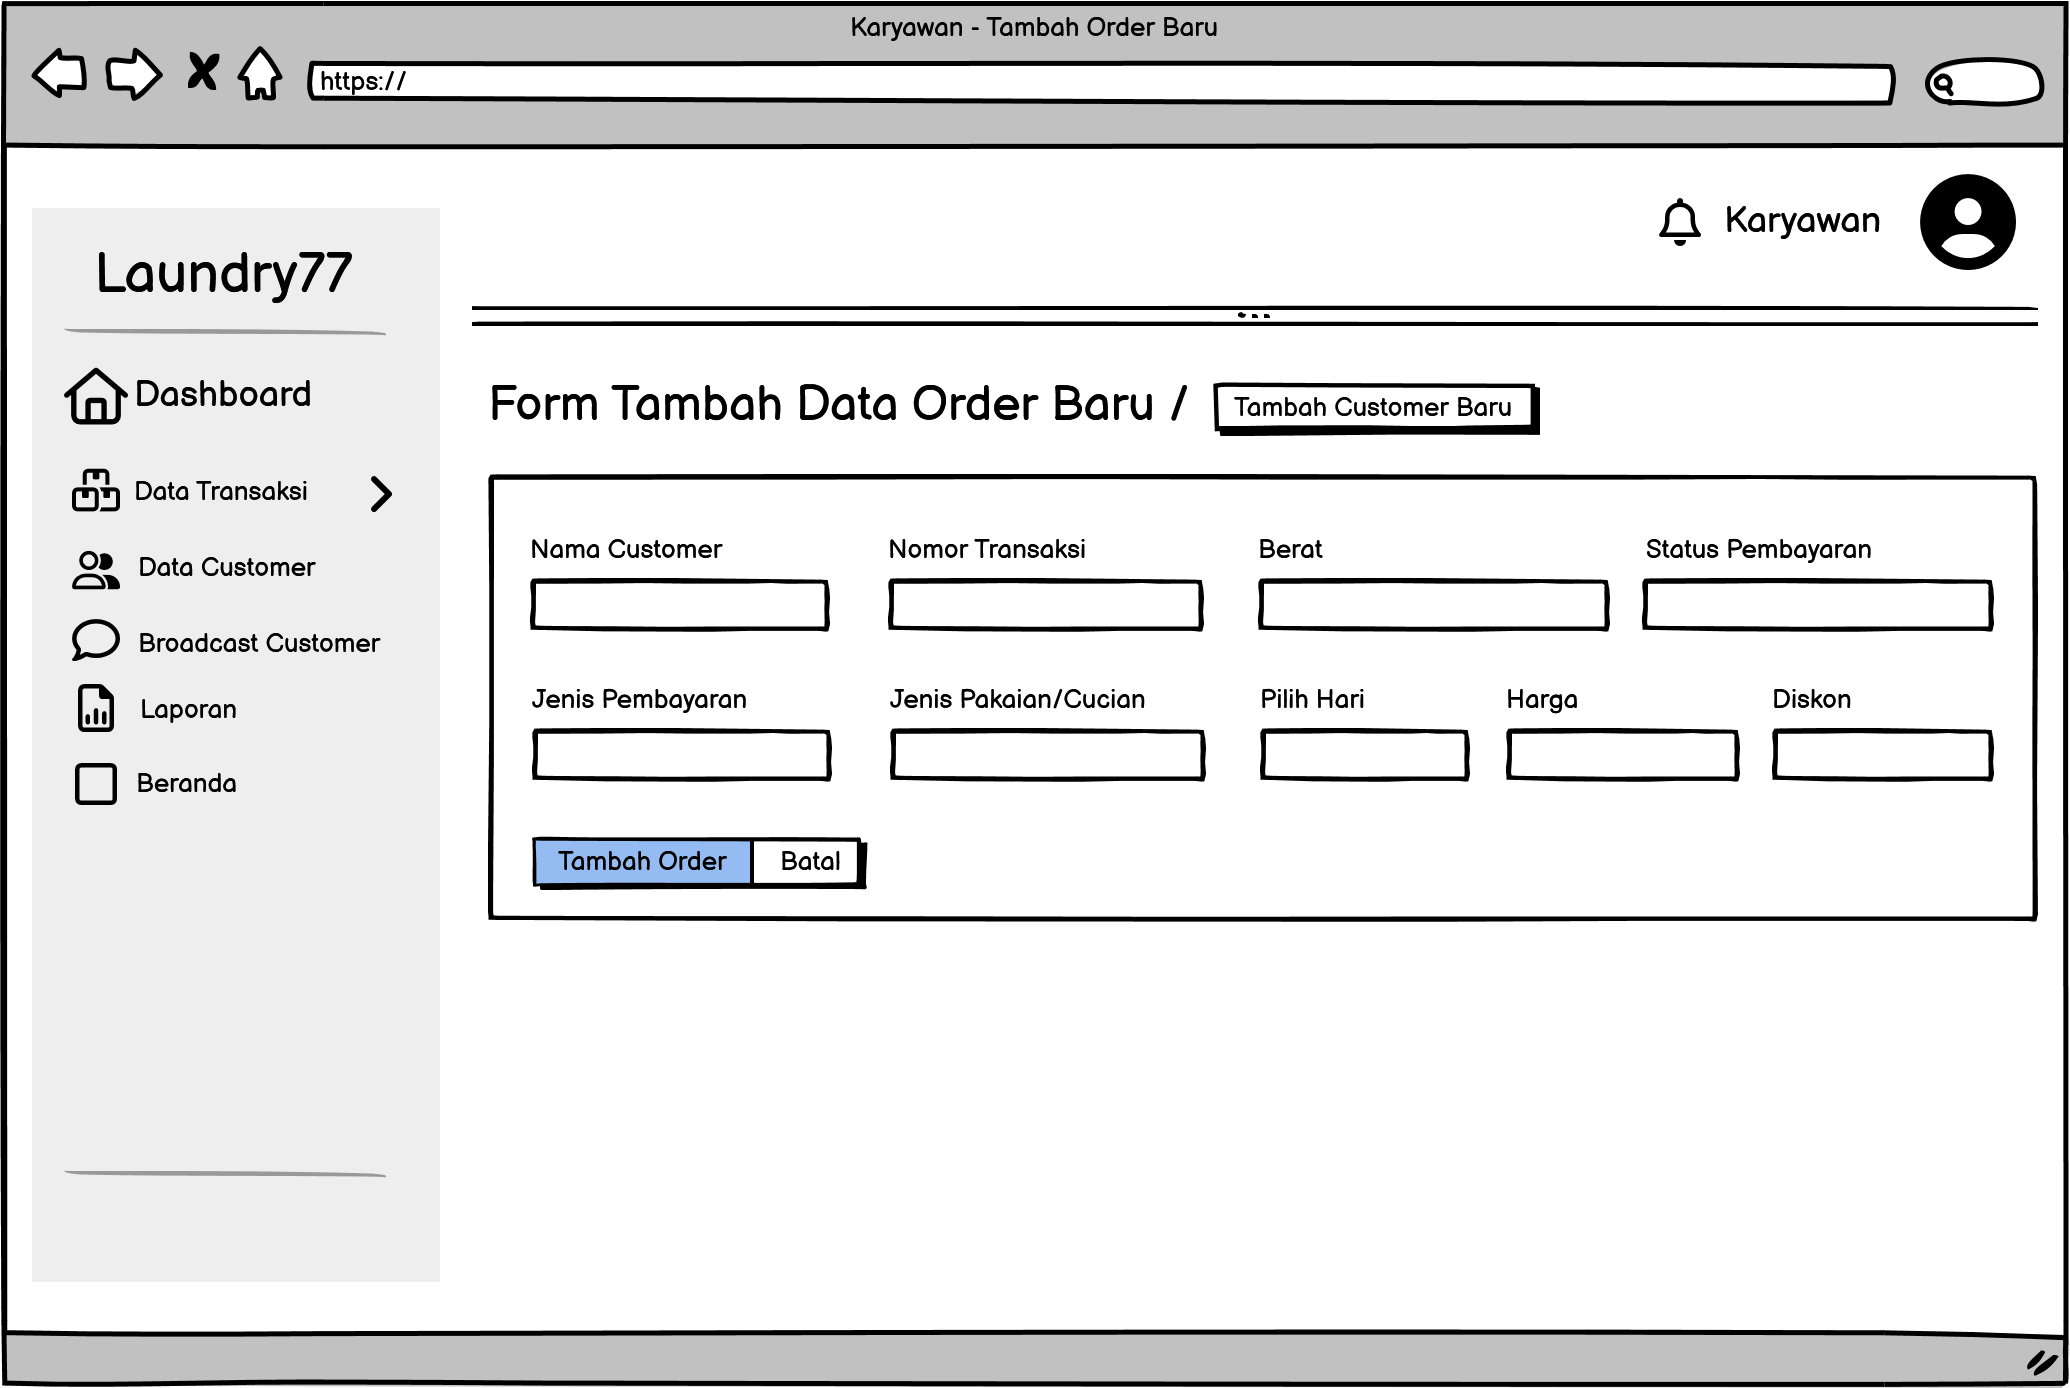 Karyawan - Tambah Order Baru
https://
Karyawan
Laundry77
Dashboard
Data Transaksi
Data Customer
Broadcast Customer
Laporan
Beranda
Form Tambah Data Order Baru / Tambah Customer Baru
Nama Customer Nomor Transaksi Berat Status Pembayaran
Jenis Pembayaran Jenis Pakaian/Cucian Pilih Hari Harga Diskon
Tambah Order Batal